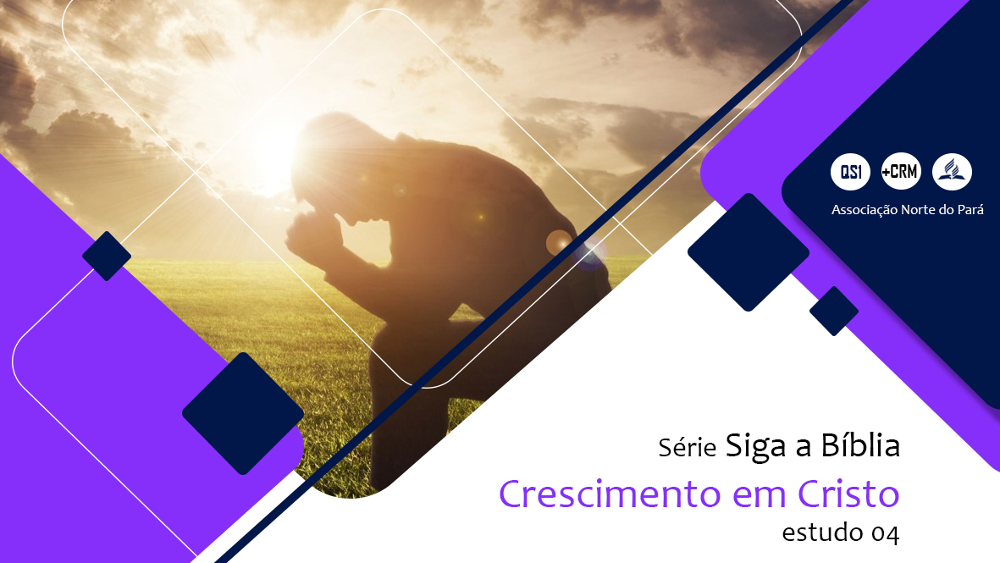 QS1 +CRM
Associação Norte do Pará
Série Siga a Bíblia
Crescimento em Cristo
estudo 04